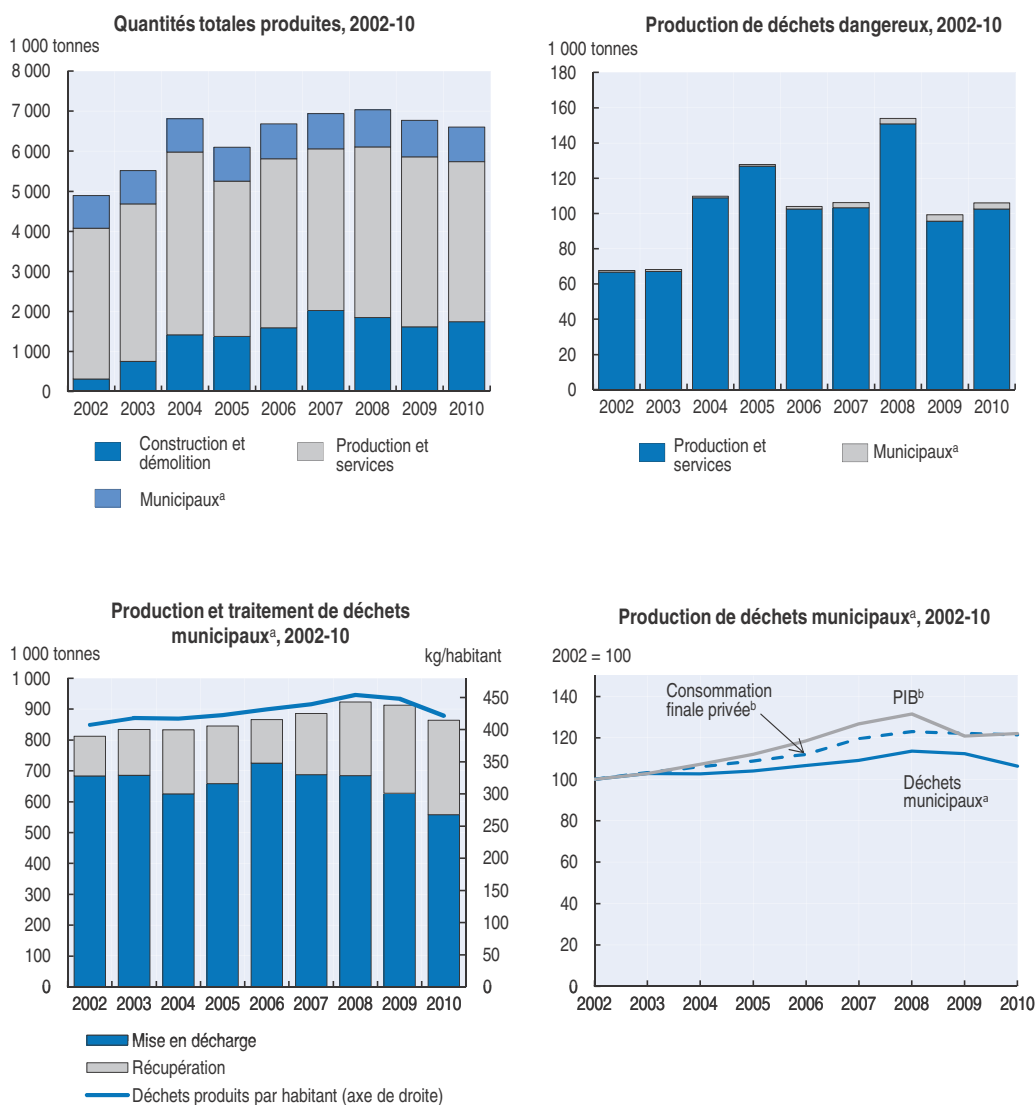 Quantités totales produites, 2002-10
1 000 tonnes
8 000
7 000
6 000
5 000
4 000
3 000
2 000
1 000
0
2002 2003 2004 2005 2006 2007 2008 2009 2010
Construction et
démolition
Production et
services
Municipauxᵃ
Production de déchets dangereux, 2002-10
1 000 tonnes
180
160
140
120
100
80
60
40
20
0
2002 2003 2004 2005 2006 2007 2008 2009 2010
Production et
services
Municipauxᵃ
Production et traitement de déchets
municipauxᵃ, 2002-10
1 000 tonnes
kg/habitant
1 000
900
800
700
600
500
400
300
200
100
0
450
400
350
300
250
200
150
100
50
0
2002 2003 2004 2005 2006 2007 2008 2009 2010
Mise en décharge
Récupération
Déchets produits par habitant (axe de droite)
Production de déchets municipauxᵃ, 2002-10
2002 = 100
140
120
100
80
60
40
20
0
Consommation
finale privéeᵇ
PIBᵇ
Déchets
municipauxᵃ
2002 2003 2004 2005 2006 2007 2008 2009 2010